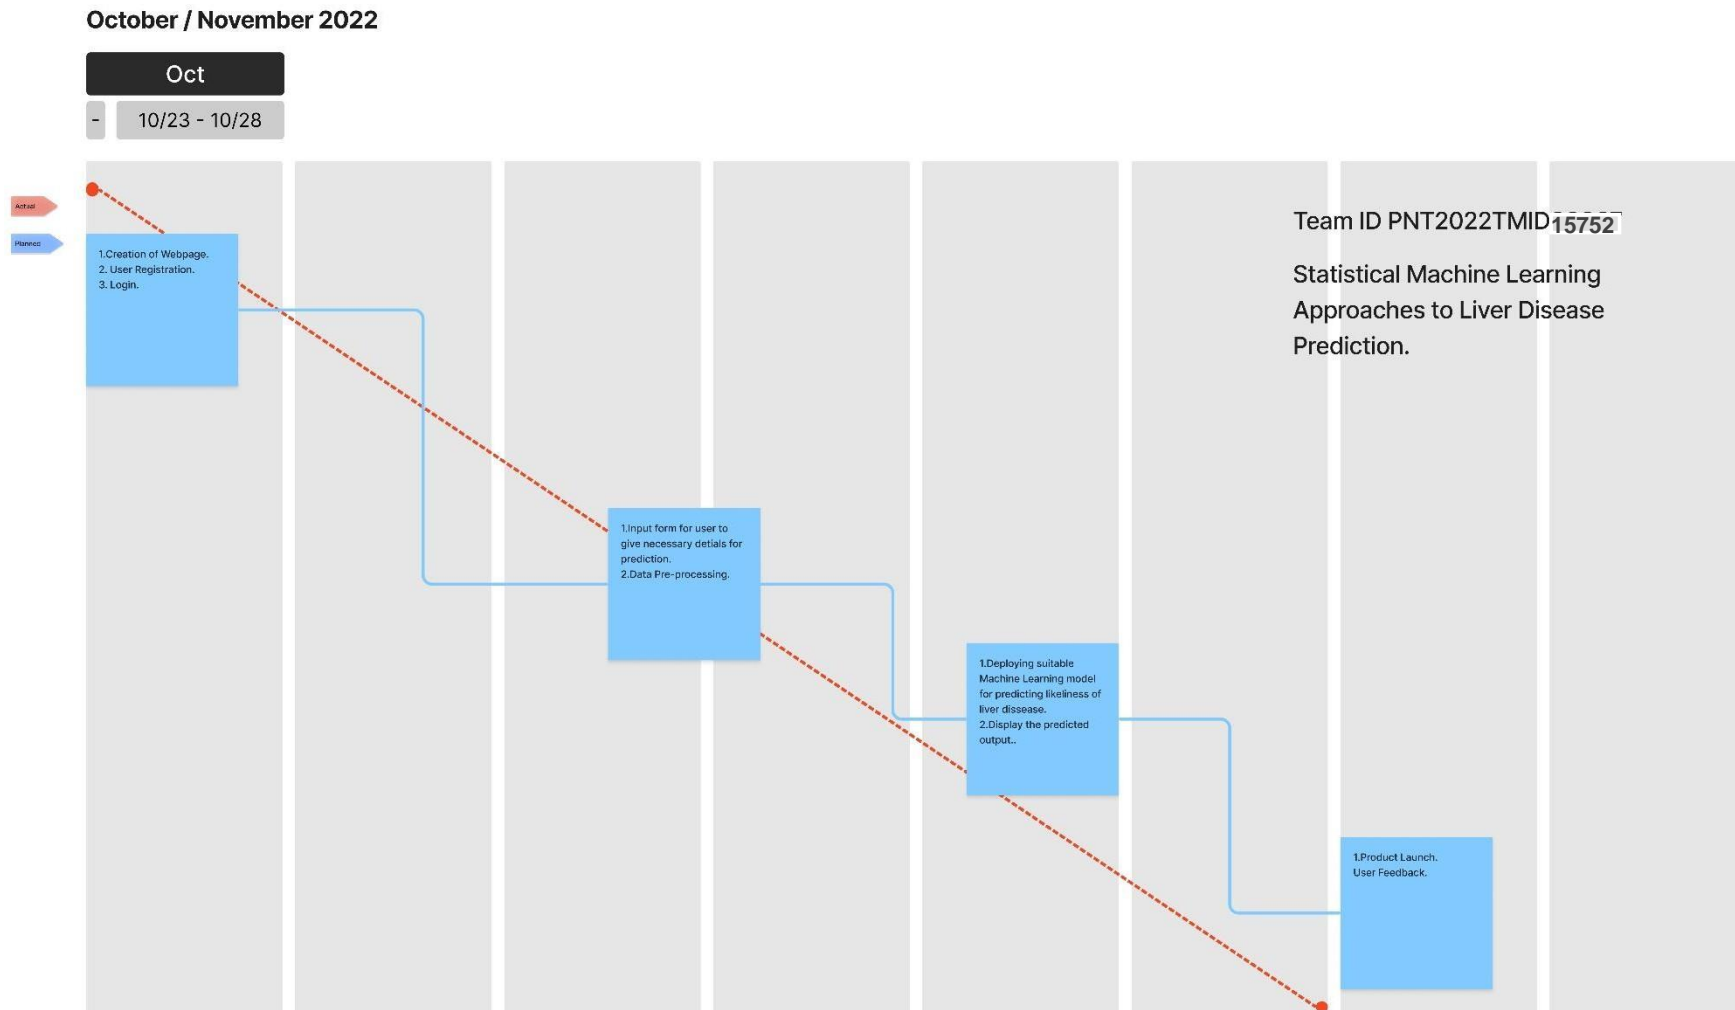 October / November 2022
Oct
-
10/23 - 10/28
Actual
Planned
Team ID PNT2022TMID15752
Statistical Machine Learning
Approaches to Liver Disease
Prediction.
1.Creation of Webpage.
2. User Registration.
3. Login.
1.Input form for user to
give necessary detials for
prediction.
2.Data Pre-processing.
1.Deploying suitable
Machine Learning model
for predicting likeliness of
liver dissease.
2.Display the predicted
output..
1.Product Launch.
User Feedback.